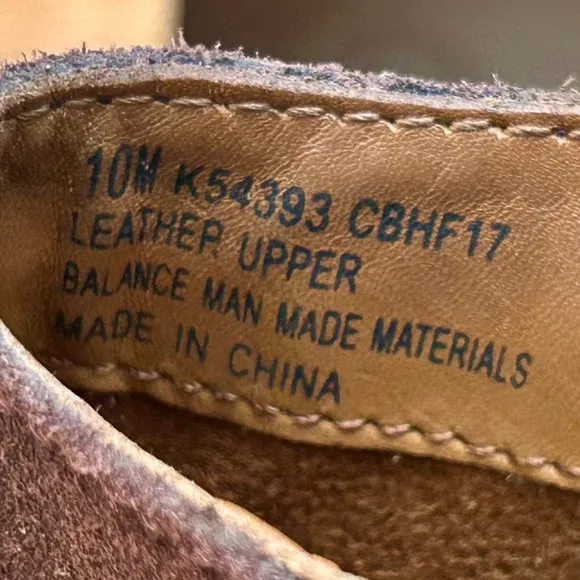 10M K54393 CBHF17
LEATHER UPPER
BALANCE MAN MADE MATERIALS
MADE IN CHINA